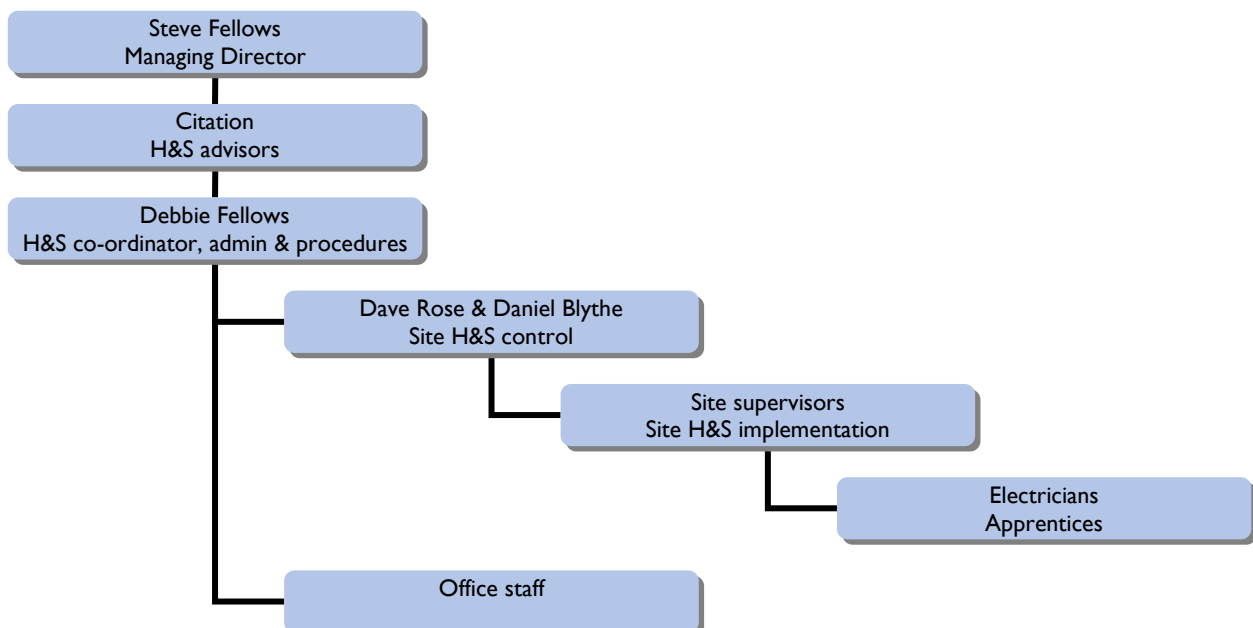 Steve Fellows
Managing Director
Citation
H&S advisors
Debbie Fellows
H&S co-ordinator, admin & procedures
Dave Rose & Daniel Blythe
Site H&S control
Site supervisors
Site H&S implementation
Electricians
Apprentices
Office staff